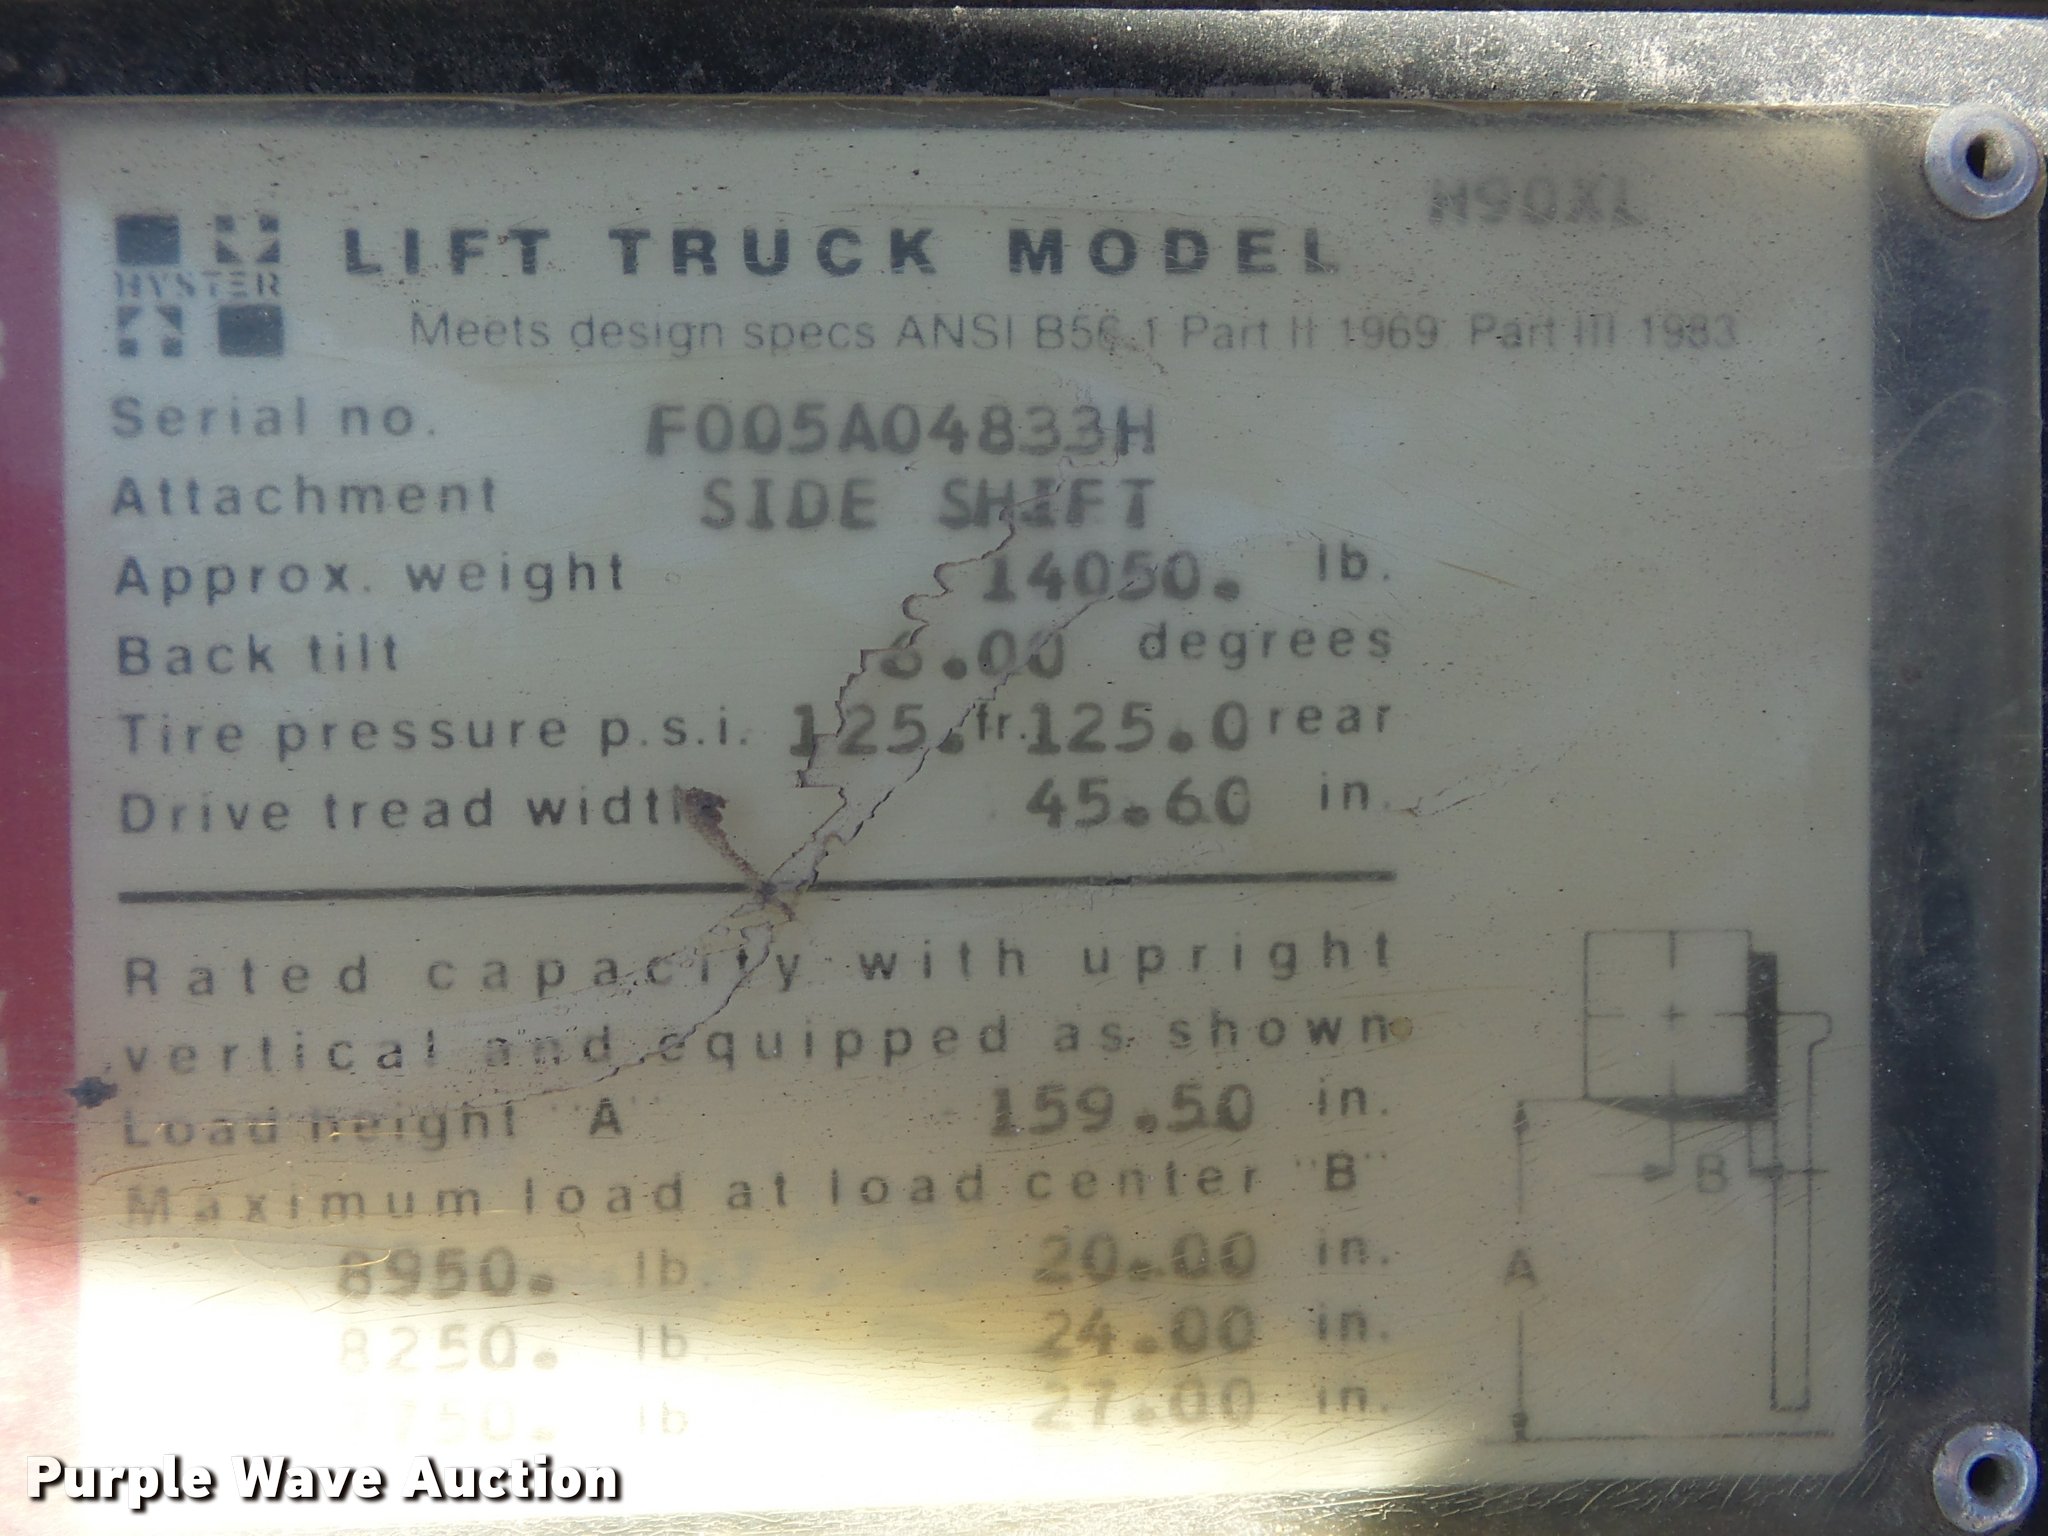 H90XL
HYSTER LIFT TRUCK MODEL
Meets design specs ANSI B56.1 Part II 1969 Part III 1983
Serial no. F005A04833H
Attachment SIDE SHIFT
Approx. weight 14050. lb.
Back tilt 6.00 degrees
Tire pressure p.s.i. 125. fr. 125.0 rear
Drive tread width 45.60 in.
Rated capacity with upright
vertical and equipped as shown
Load height "A" 159.50 in.
Maximum load at load center "B"
8950. lb. 20.00 in.
8250. lb. 24.00 in.
7750. lb 27.00 in.
B
A
Purple Wave Auction